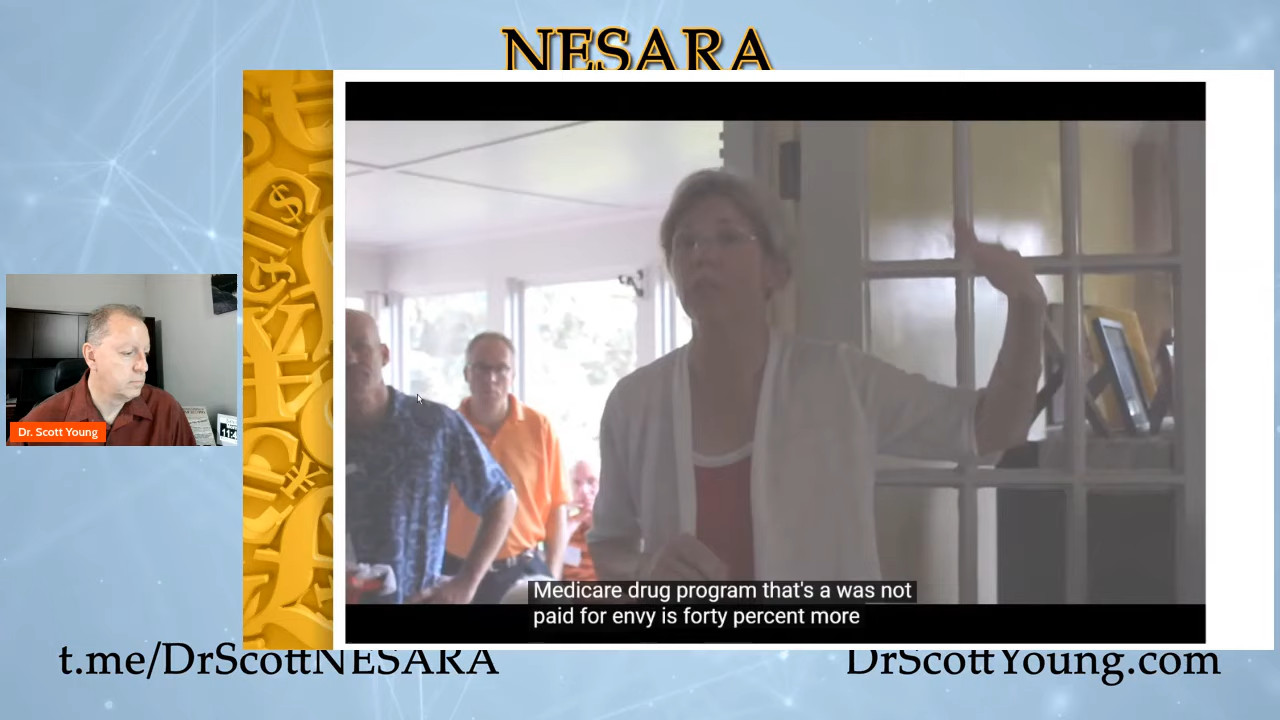 NESARA
Dr. Scott Young
Medicare drug program that's a was not
paid for envy is forty percent more
t.me/DrScottNESARA
DrScottYoung.com